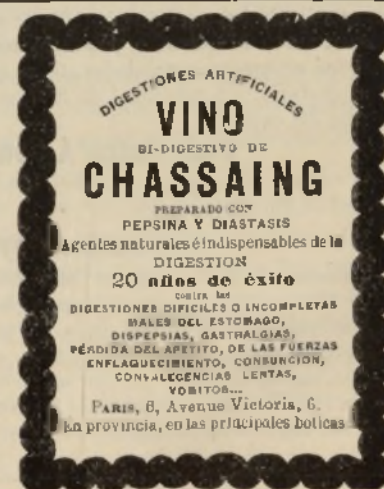 DIGESTIONES ARTIFICIALES
VINO
BI-DIGESTIVO DE
CHASSAING
PREPARADO CON
PEPSINA Y DIASTASIS
Agentes naturales é indispensables de la
DIGESTION
20 años de éxito
contra las
DIGESTIONES DIFICILES O INCOMPLETAS
MALES DEL ESTOMAGO,
DISPEPSIAS, GASTRALGIAS,
PÉRDIDA DEL APETITO, DE LAS FUERZAS
ENFLAQUECIMIENTO, CONSUNCION,
CONVALECENCIAS LENTAS,
VOMITOS...
PARIS, 6, Avenue Victoria, 6.
En provincia, en las principales boticas